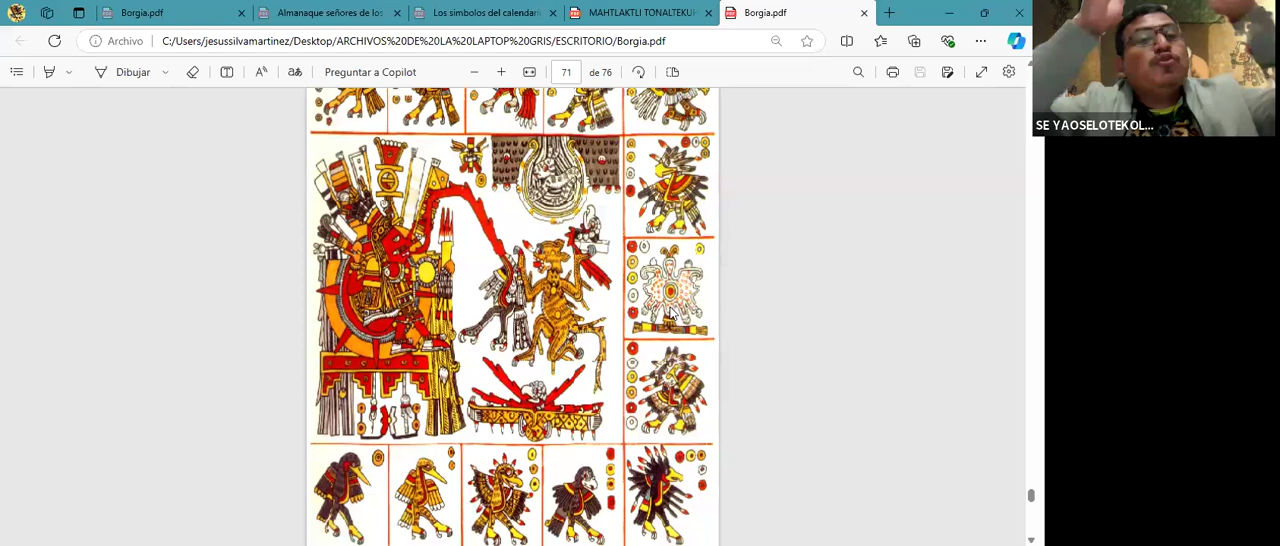 Borgia.pdf
Almanaque señores de los
Los simbolos del calendari
MAHTLAKTLI TONALTEKUH
Borgia.pdf
Archivo
C:/Users/jesussilvamartinez/Desktop/ARCHIVOS%20DE%20LA%20LAPTOP%20GRIS/ESCRITORIO/Borgia.pdf
Dibujar
Preguntar a Copilot
71
de 76
SE YAOSELOTEKOL...